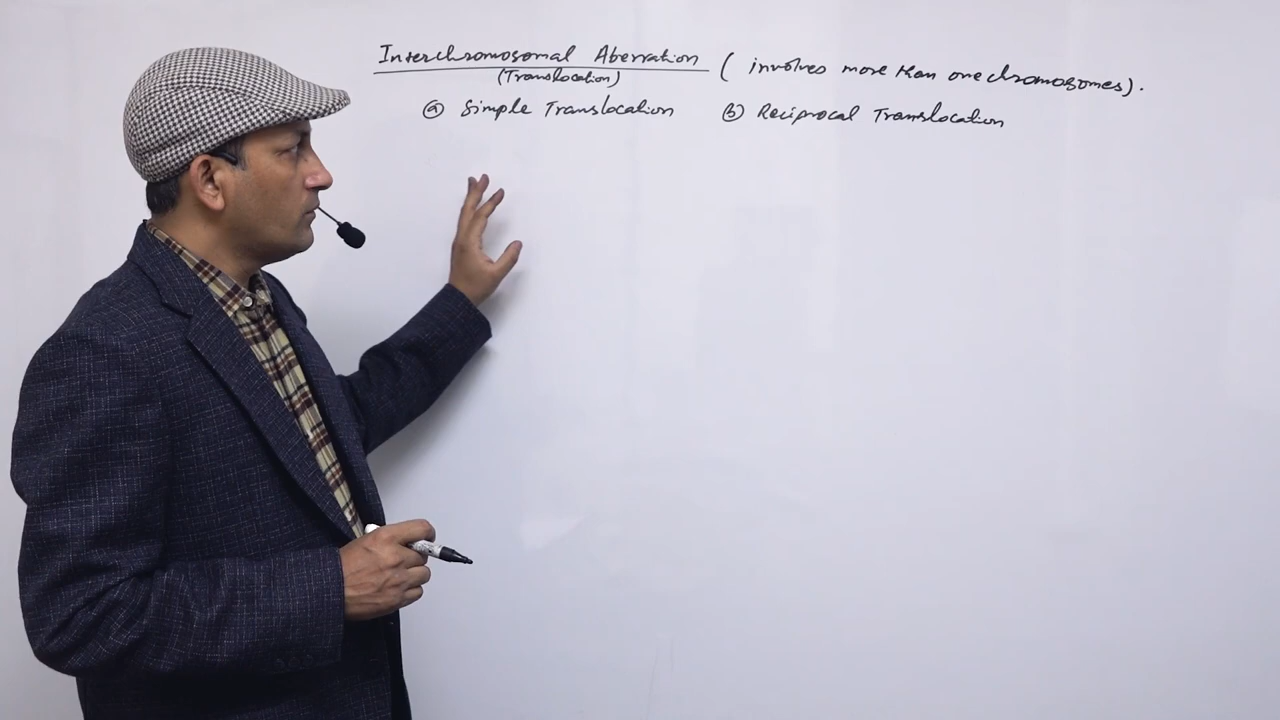 Interchromosomal Aberration ( involves more than one chromosomes).
(Translocation)
ⓐ Simple Translocation ⓑ Reciprocal Translocation